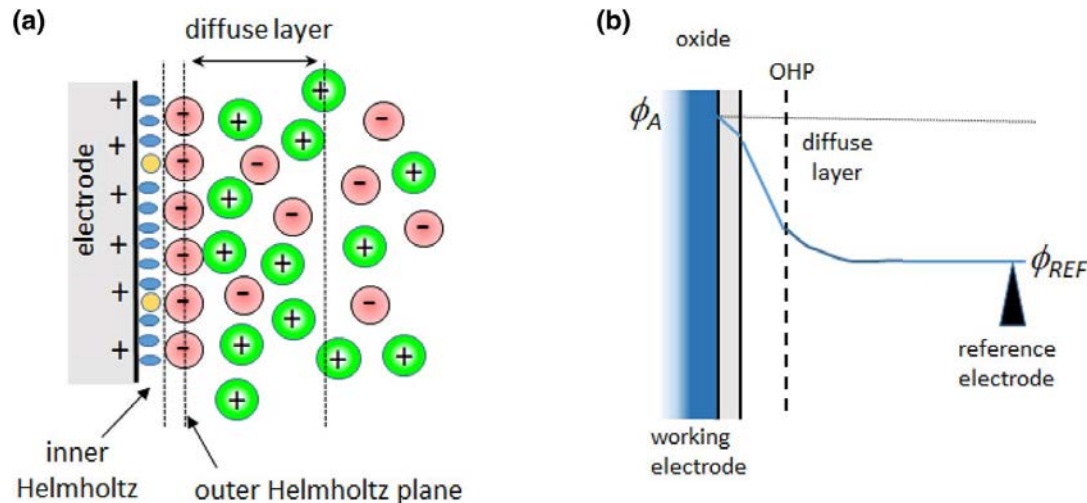 (a)
diffuse layer
electrode
+
+
+
+
+
+
inner
Helmholtz
outer Helmholtz plane
(b)
oxide
OHP
ϕA
diffuse
layer
ϕREF
reference
electrode
working
electrode